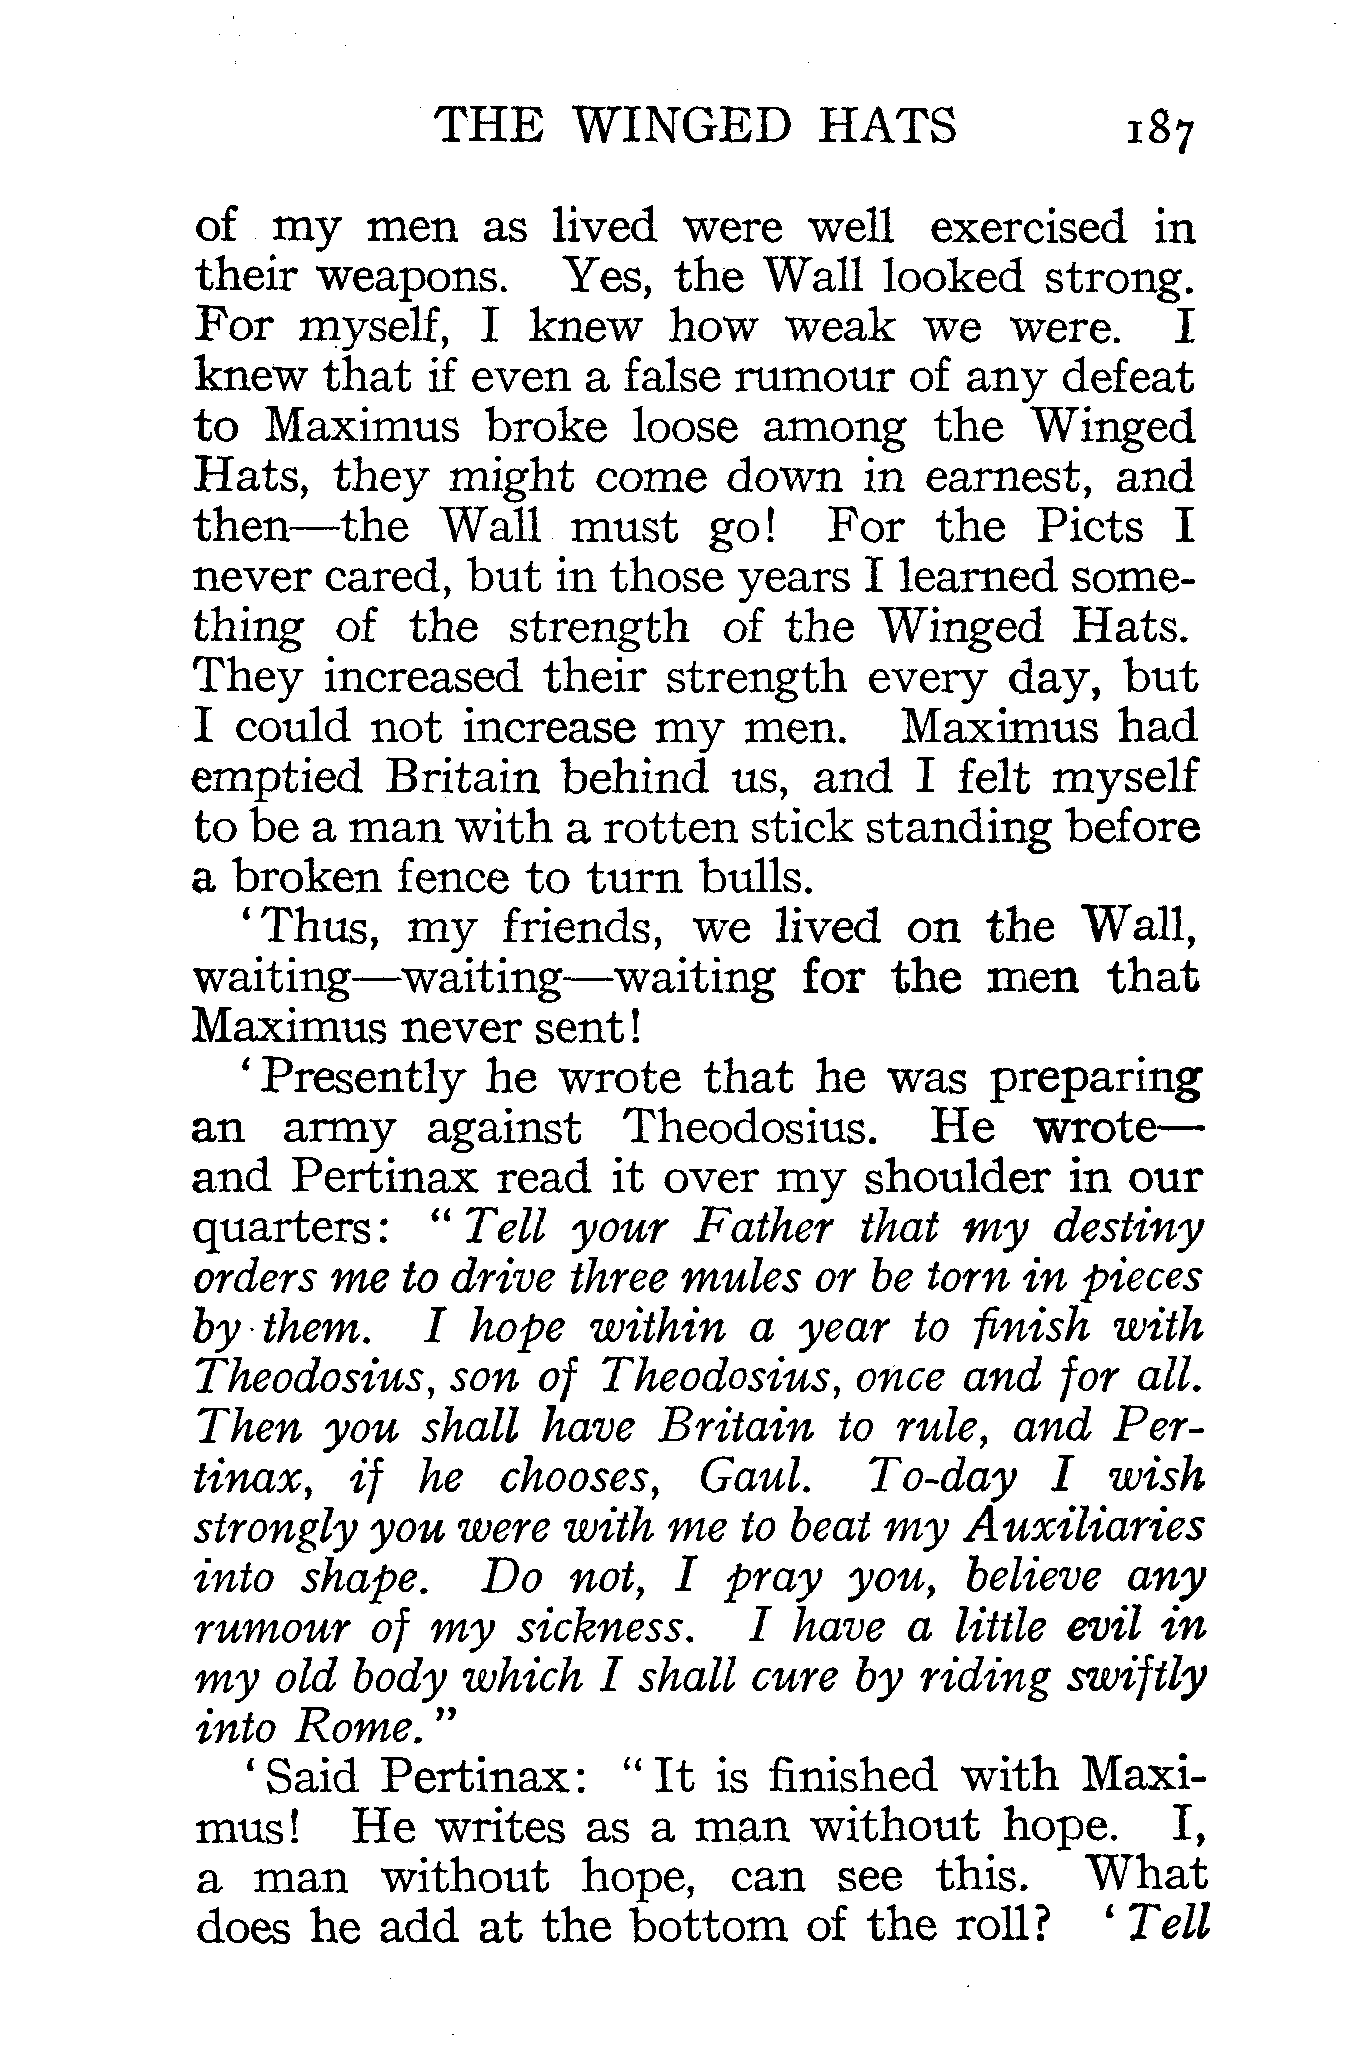 THE WINGED HATS 187
of my men as lived were well exercised in
their weapons. Yes, the Wall looked strong.
For myself, I knew how weak we were. I
knew that if even a false rumour of any defeat
to Maximus broke loose among the Winged
Hats, they might come down in earnest, and
then—the Wall must go! For the Picts I
never cared, but in those years I learned some-
thing of the strength of the Winged Hats.
They increased their strength every day, but
I could not increase my men. Maximus had
emptied Britain behind us, and I felt myself
to be a man with a rotten stick standing before
a broken fence to turn bulls.
‘Thus, my friends, we lived on the Wall,
waiting—waiting—waiting for the men that
Maximus never sent!
‘Presently he wrote that he was preparing
an army against Theodosius. He wrote—
and Pertinax read it over my shoulder in our
quarters: “Tell your Father that my destiny
orders me to drive three mules or be torn in pieces
by them. I hope within a year to finish with
Theodosius, son of Theodosius, once and for all.
Then you shall have Britain to rule, and Per-
tinax, if he chooses, Gaul. To-day I wish
strongly you were with me to beat my Auxiliaries
into shape. Do not, I pray you, believe any
rumour of my sickness. I have a little evil in
my old body which I shall cure by riding swiftly
into Rome.”
‘Said Pertinax: “It is finished with Maxi-
mus! He writes as a man without hope. I,
a man without hope, can see this. What
does he add at the bottom of the roll? ‘Tell